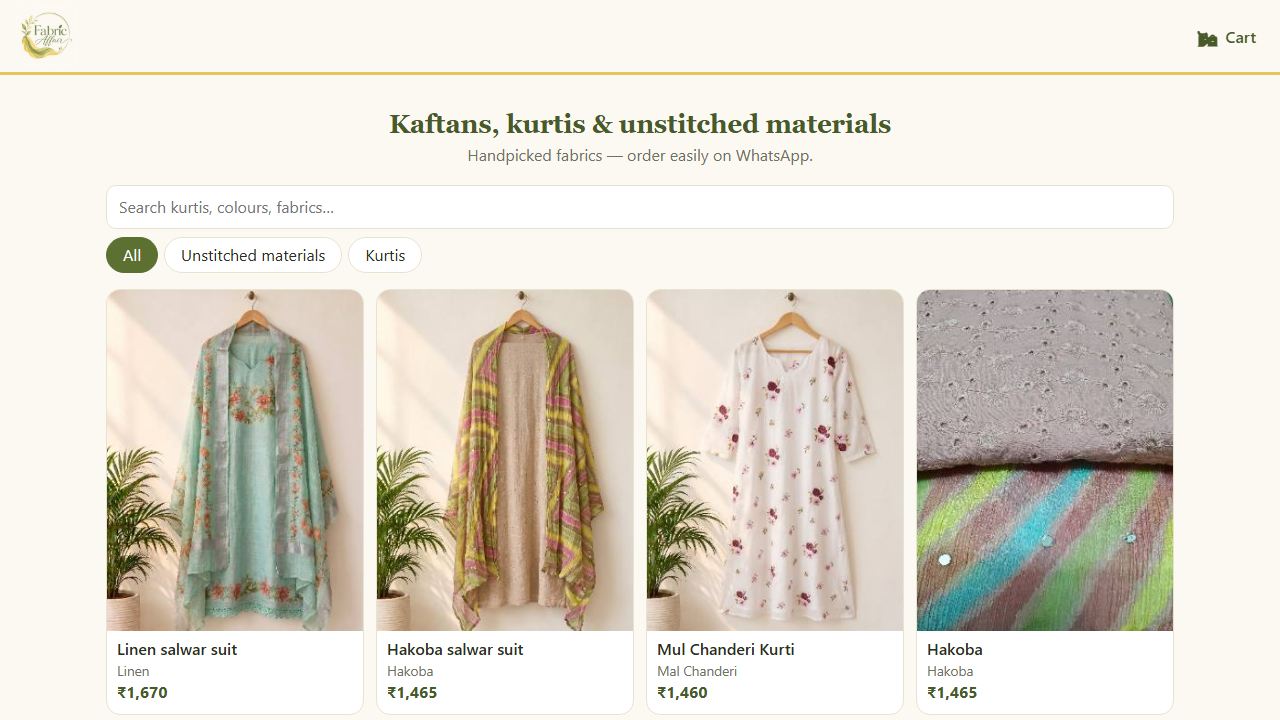 Fabric
Affair
Cart
Kaftans, kurtis & unstitched materials
Handpicked fabrics — order easily on WhatsApp.
Search kurtis, colours, fabrics...
All
Unstitched materials
Kurtis
Linen salwar suit
Linen
₹1,670
Hakoba salwar suit
Hakoba
₹1,465
Mul Chanderi Kurti
Mal Chanderi
₹1,460
Hakoba
Hakoba
₹1,465